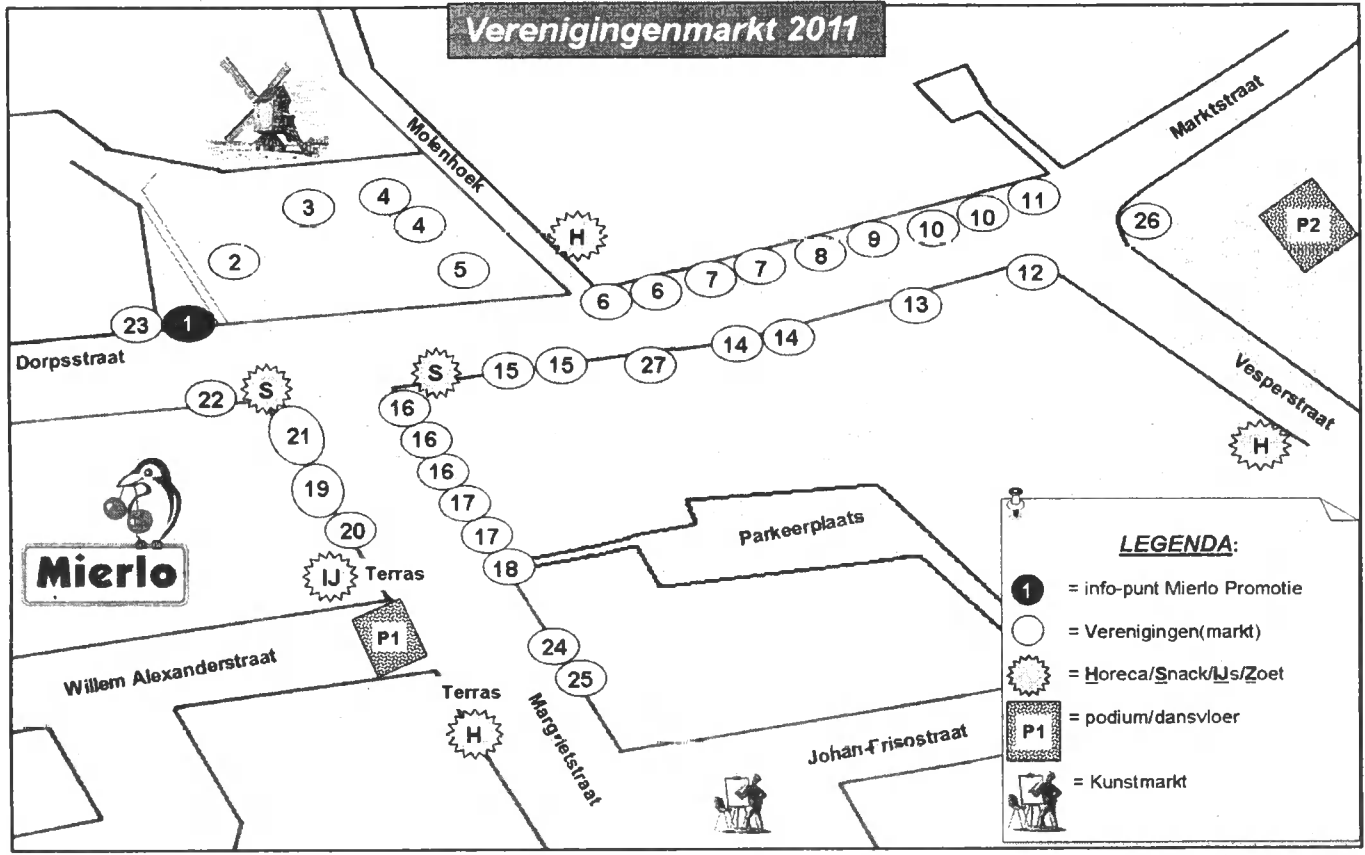 Verenigingenmarkt 2011
Molenhoek
Marktstraat
3
4
4
H
11
10
10
26
P2
9
8
2
5
7
7
6
6
12
13
23
1
Dorpsstraat
14
14
S
15
15
27
22
S
16
Vesperstraat
H
21
16
16
19
17
20
17
18
Parkeerplaats
Mierlo
IJ
Terras
P1
24
25
Willem Alexanderstraat
Terras
H
Margrietstraat
Johan-Frisostraat
LEGENDA:
1 = info-punt Mierlo Promotie
= Verenigingen(markt)
= Horeca/Snack/IJs/Zoet
P1 = podium/dansvloer
= Kunstmarkt